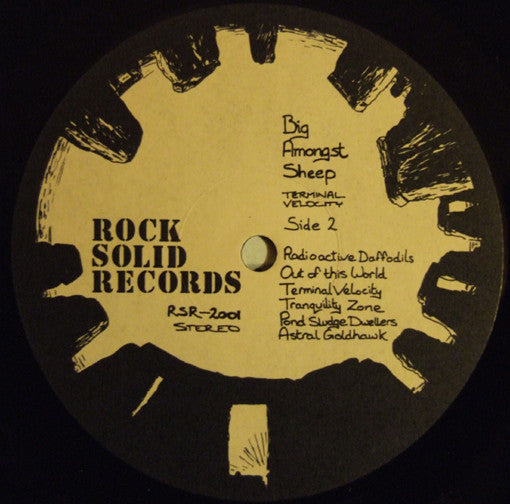 Big
Amongst
Sheep
TERMINAL
VELOCITY
Side 2
ROCK
SOLID
RECORDS
RSR-2001
STEREO
Radioactive Daffodils
Out of this World
Terminal Velocity
Tranquility Zone
Pond Sludge Dwellers
Astral Goldhawk